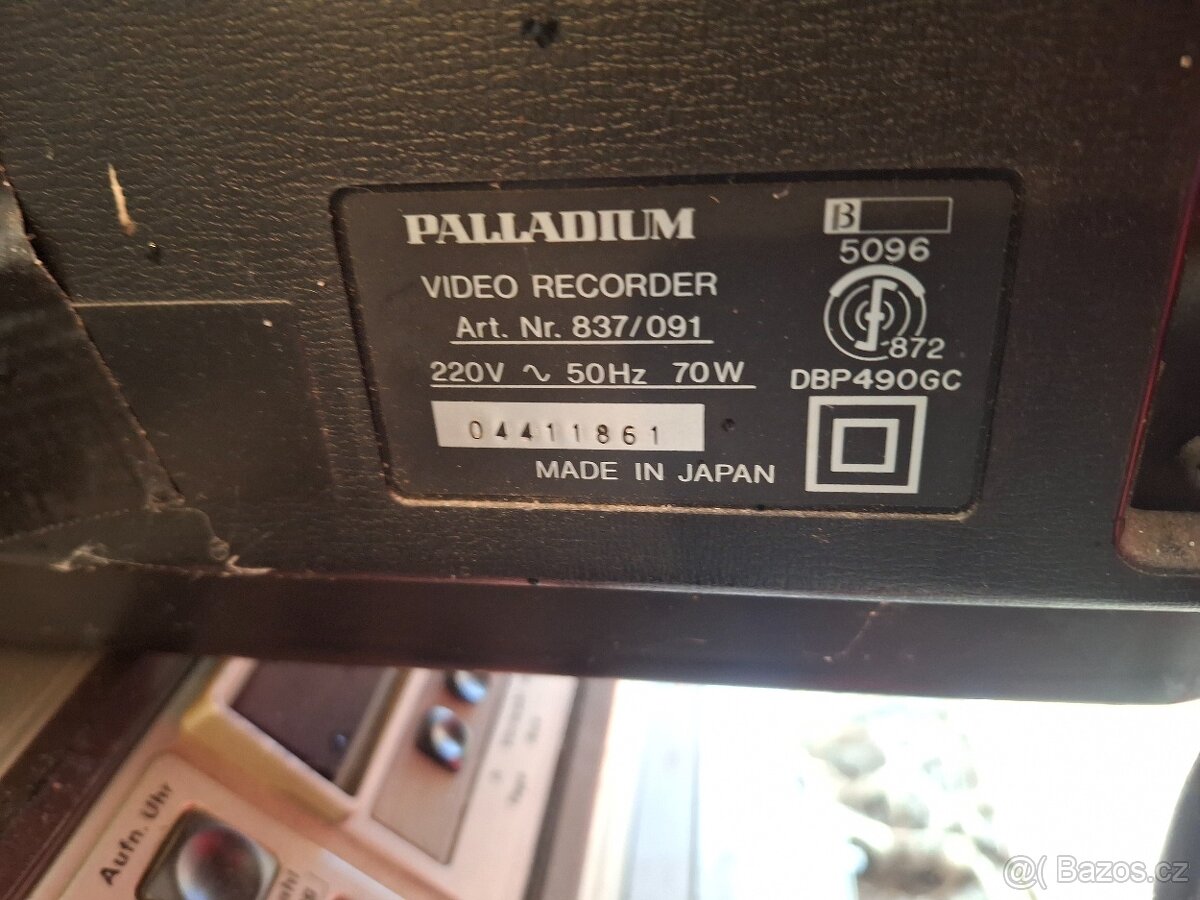 PALLADIUM
VIDEO RECORDER
Art. Nr. 837/091
220V ∿ 50Hz 70W
04411861
MADE IN JAPAN
β
5096
872
DBP490GC
Aufn. Uhr
@( Bazos.cz